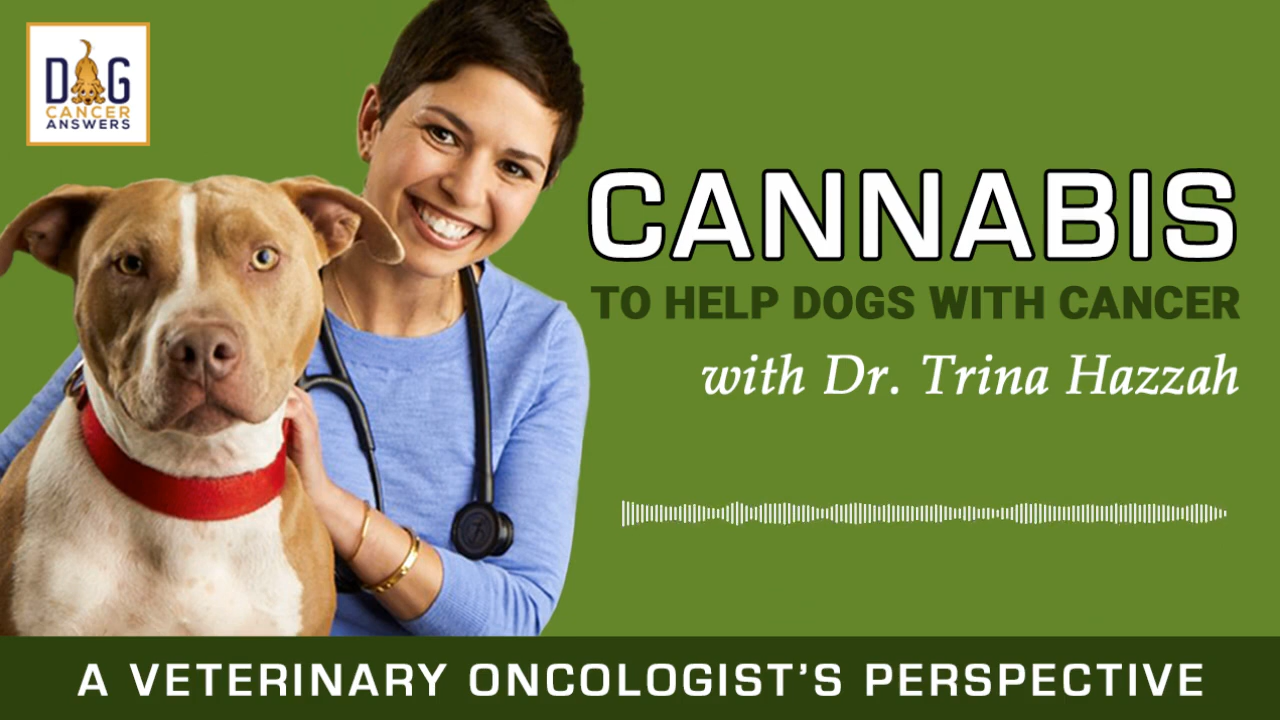 DOG
CANCER
ANSWERS
CANNABIS
TO HELP DOGS WITH CANCER
with Dr. Trina Hazzah
A VETERINARY ONCOLOGIST’S PERSPECTIVE